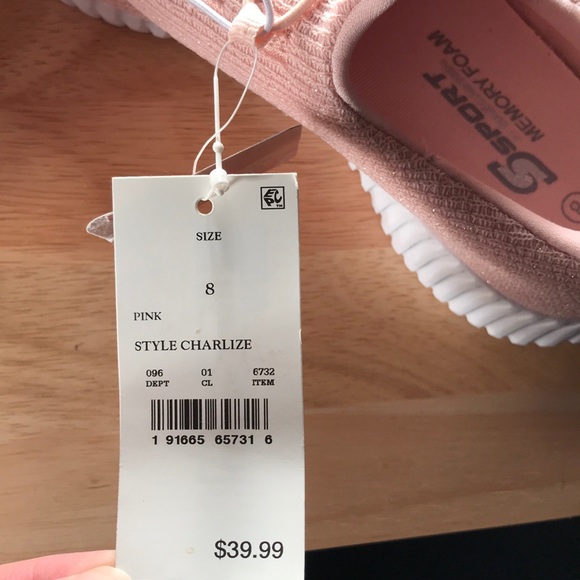 SIZE
8
PINK
STYLE CHARLIZE
096 01 6732
DEPT CL ITEM
1 91665 65731 6
$39.99
S SPORT
MEMORY FOAM